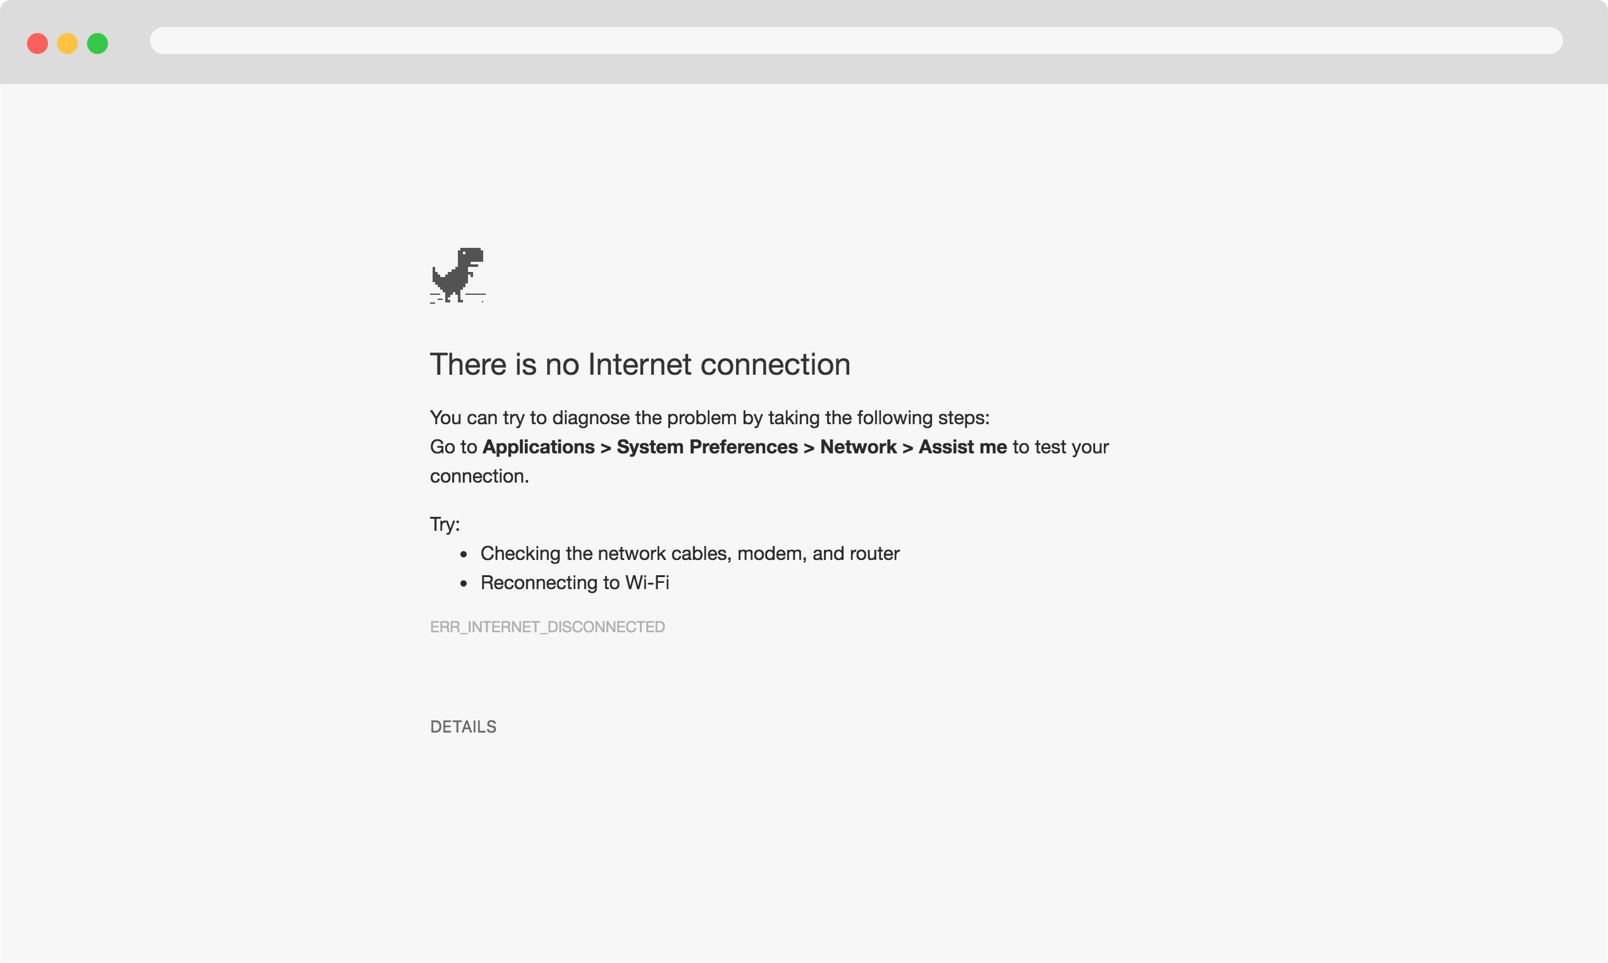 There is no Internet connection
You can try to diagnose the problem by taking the following steps:
Go to Applications > System Preferences > Network > Assist me to test your
connection.
Try:
• Checking the network cables, modem, and router
• Reconnecting to Wi-Fi
ERR_INTERNET_DISCONNECTED
DETAILS